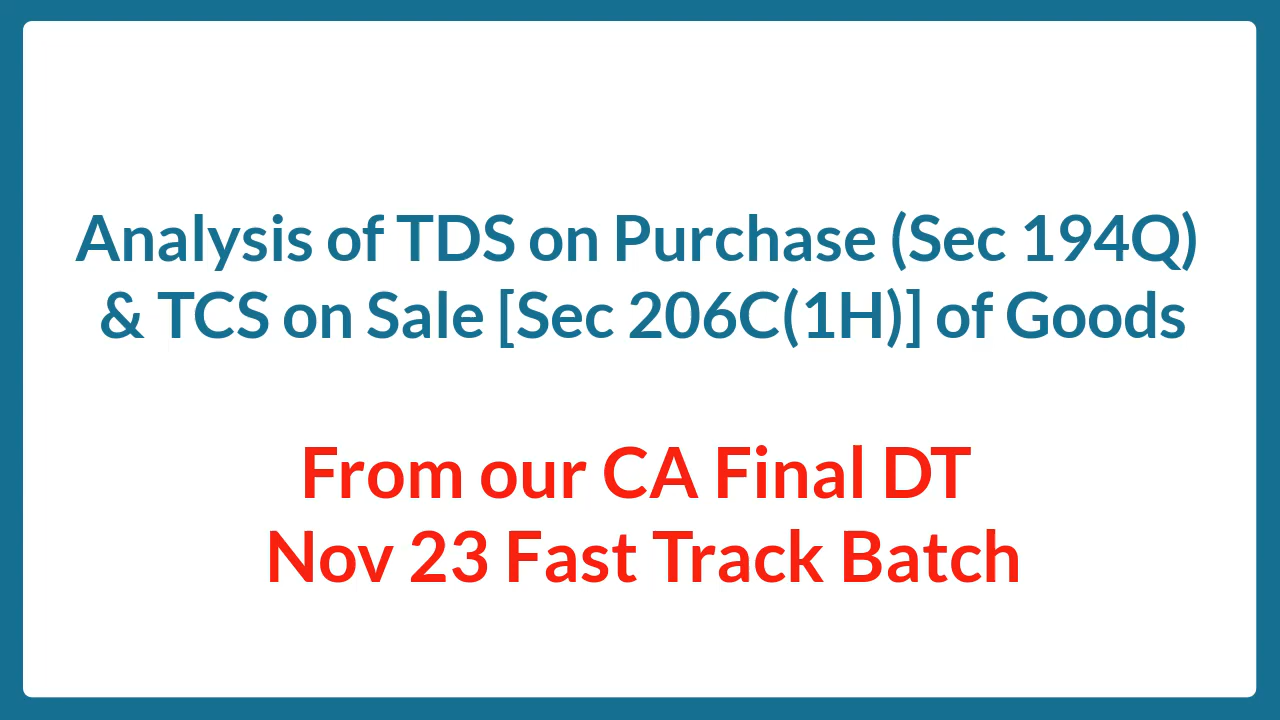 Analysis of TDS on Purchase (Sec 194Q)
& TCS on Sale [Sec 206C(1H)] of Goods
From our CA Final DT
Nov 23 Fast Track Batch